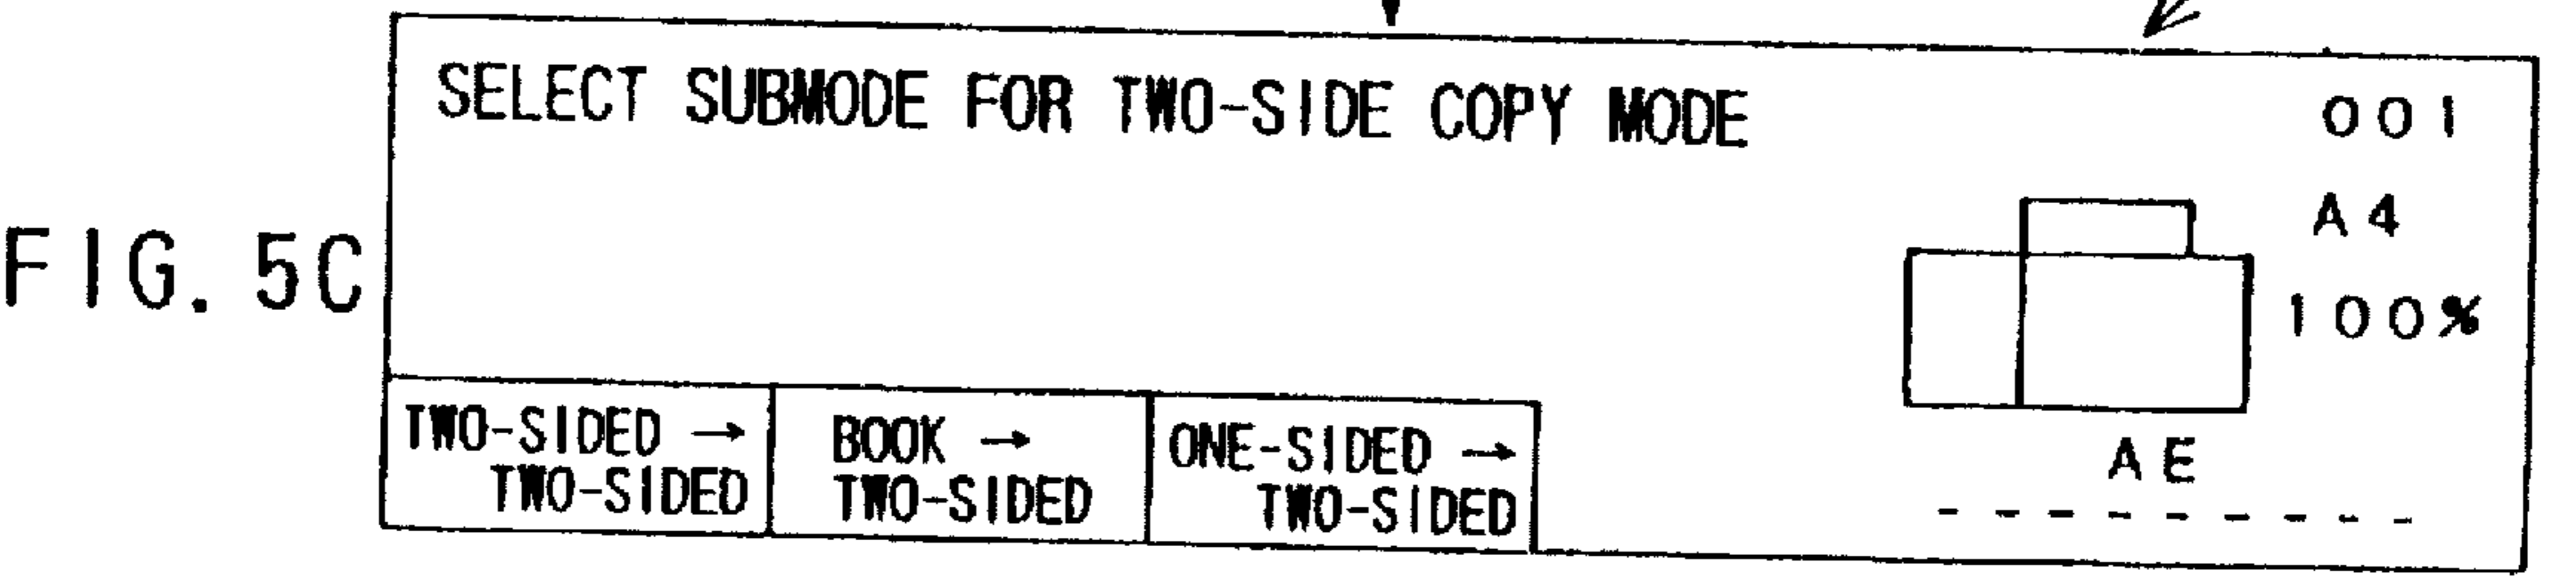 FIG. 5C
SELECT SUBMODE FOR TWO-SIDE COPY MODE
001
A4
100%
AE
- - - - - - - - -
TWO-SIDED →
TWO-SIDED
BOOK →
TWO-SIDED
ONE-SIDED →
TWO-SIDED